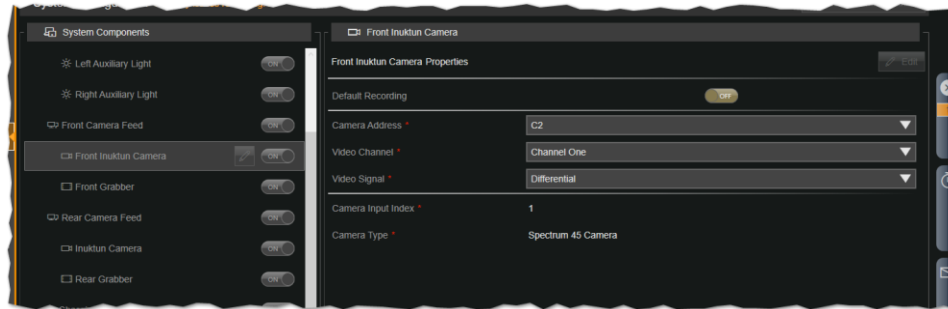 System Components
Left Auxiliary Light ON
Right Auxiliary Light ON
Front Camera Feed ON
Front Inuktun Camera ON
Front Grabber ON
Rear Camera Feed ON
Inuktun Camera ON
Rear Grabber ON
Front Inuktun Camera
Front Inuktun Camera Properties Edit
Default Recording OFF
Camera Address * C2
Video Channel * Channel One
Video Signal * Differential
Camera Input Index * 1
Camera Type * Spectrum 45 Camera